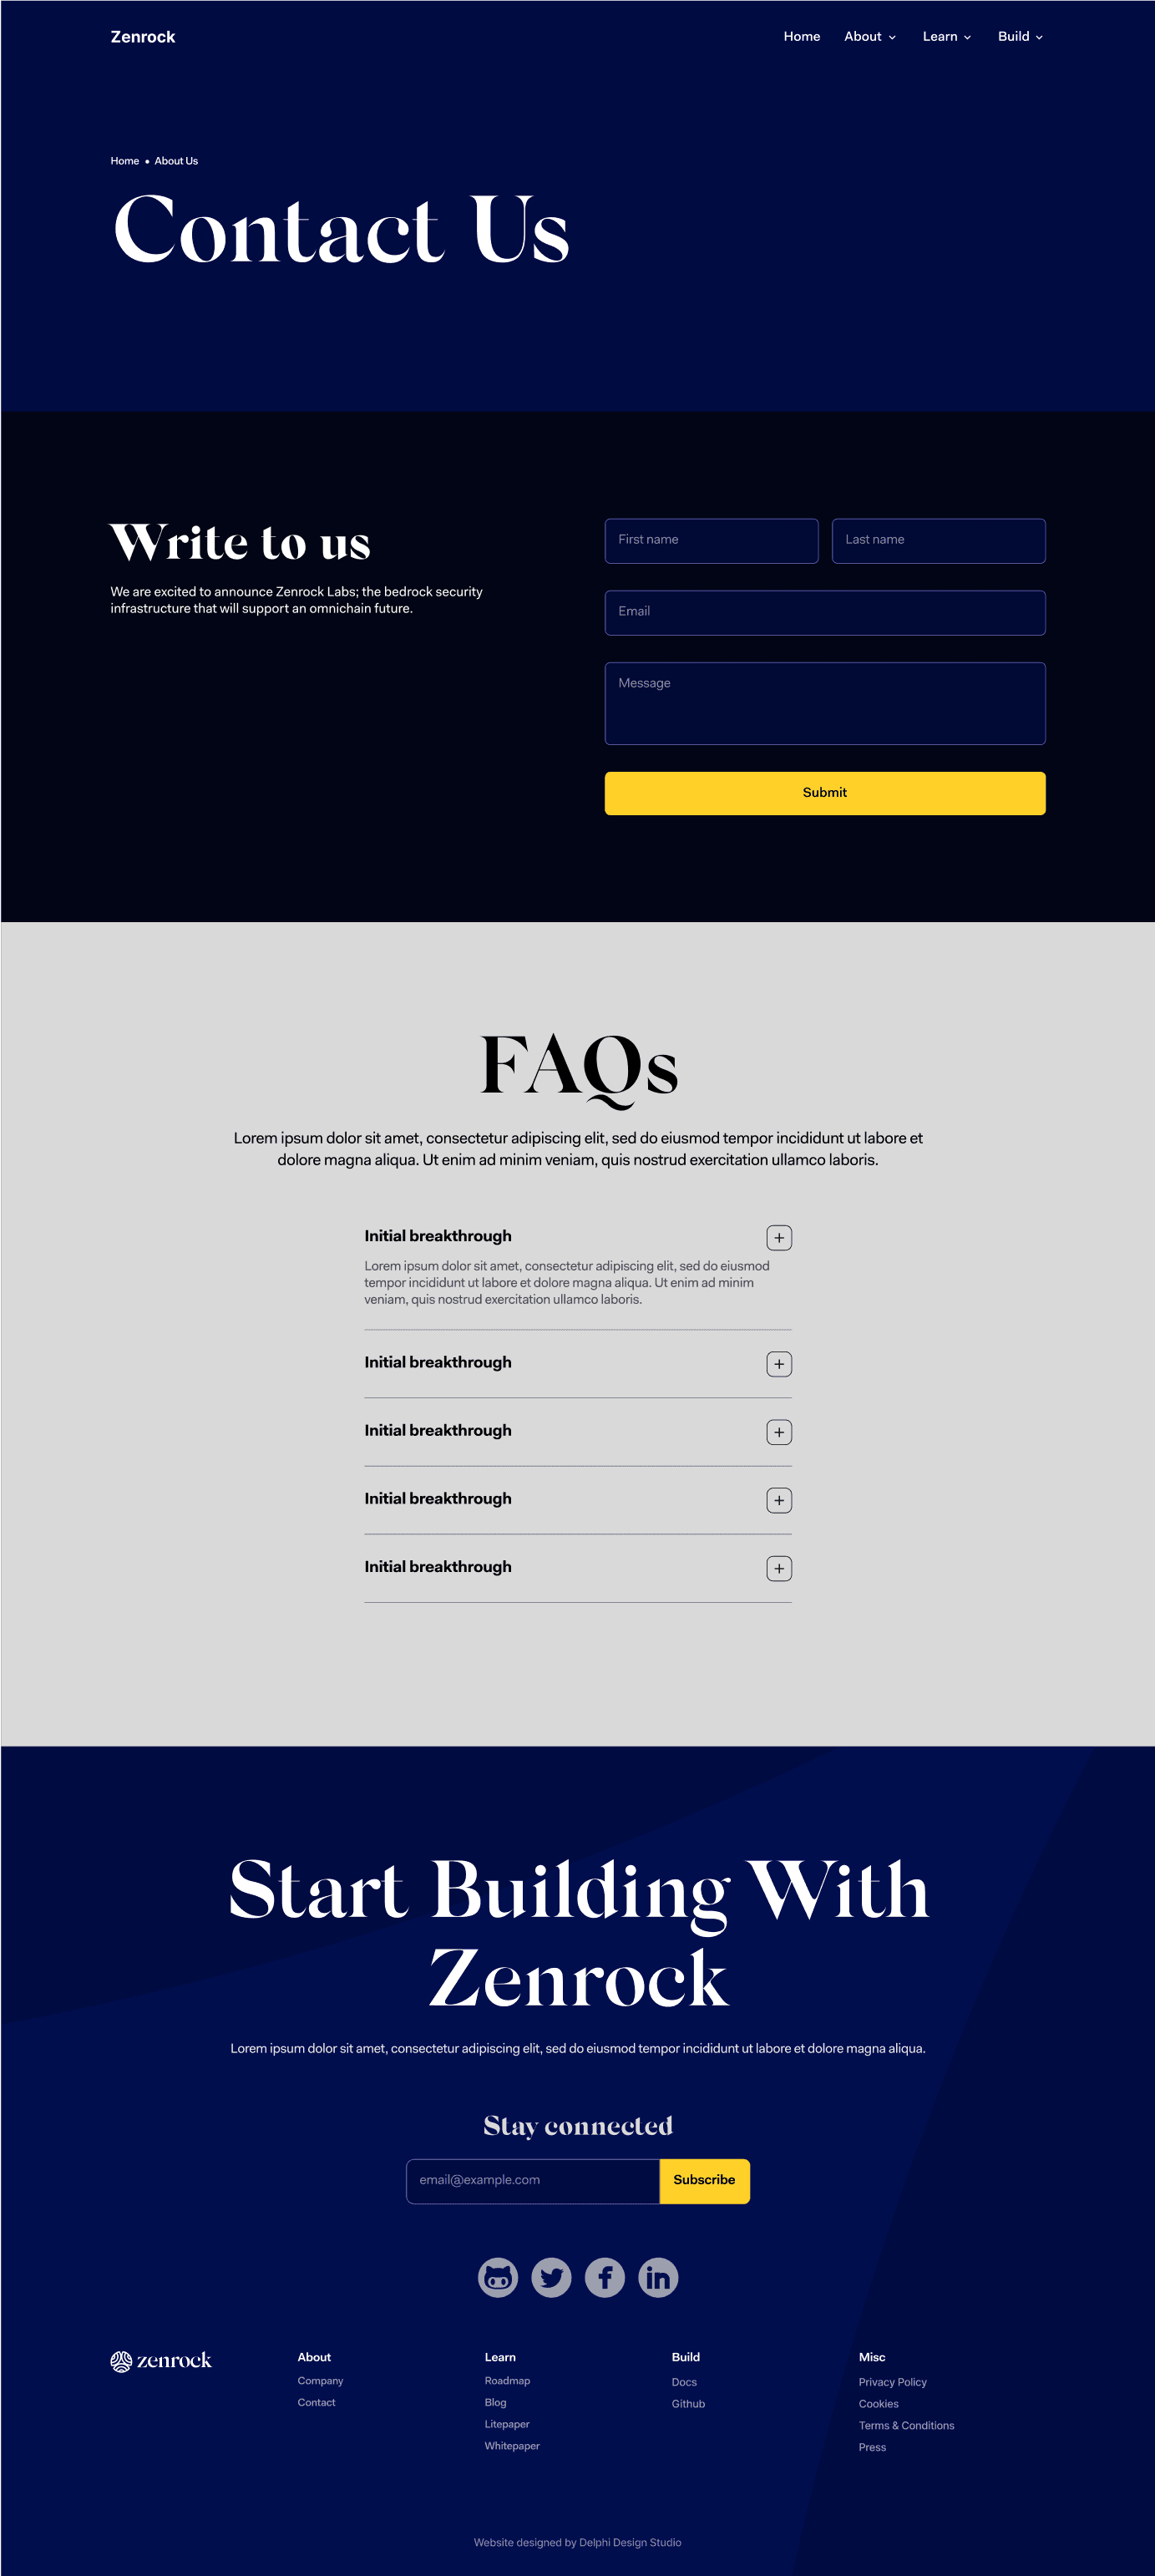 Zenrock
Home About Learn Build
Home • About Us
Contact Us
Write to us
We are excited to announce Zenrock Labs; the bedrock security
infrastructure that will support an omnichain future.
First name Last name
Email
Message
Submit
FAQs
Lorem ipsum dolor sit amet, consectetur adipiscing elit, sed do eiusmod tempor incididunt ut labore et
dolore magna aliqua. Ut enim ad minim veniam, quis nostrud exercitation ullamco laboris.
Initial breakthrough
Lorem ipsum dolor sit amet, consectetur adipiscing elit, sed do eiusmod
tempor incididunt ut labore et dolore magna aliqua. Ut enim ad minim
veniam, quis nostrud exercitation ullamco laboris.
Initial breakthrough
Initial breakthrough
Initial breakthrough
Initial breakthrough
Start Building With
Zenrock
Lorem ipsum dolor sit amet, consectetur adipiscing elit, sed do eiusmod tempor incididunt ut labore et dolore magna aliqua.
Stay connected
email@example.com Subscribe
zenrock
About
Company
Contact
Learn
Roadmap
Blog
Litepaper
Whitepaper
Build
Docs
Github
Misc
Privacy Policy
Cookies
Terms & Conditions
Press
Website designed by Delphi Design Studio